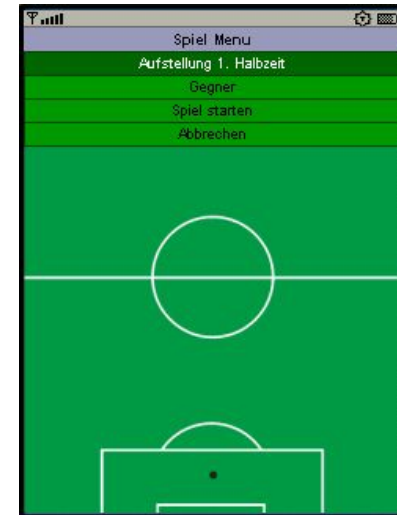 Spiel Menu
Aufstellung 1. Halbzeit
Gegner
Spiel starten
Abbrechen